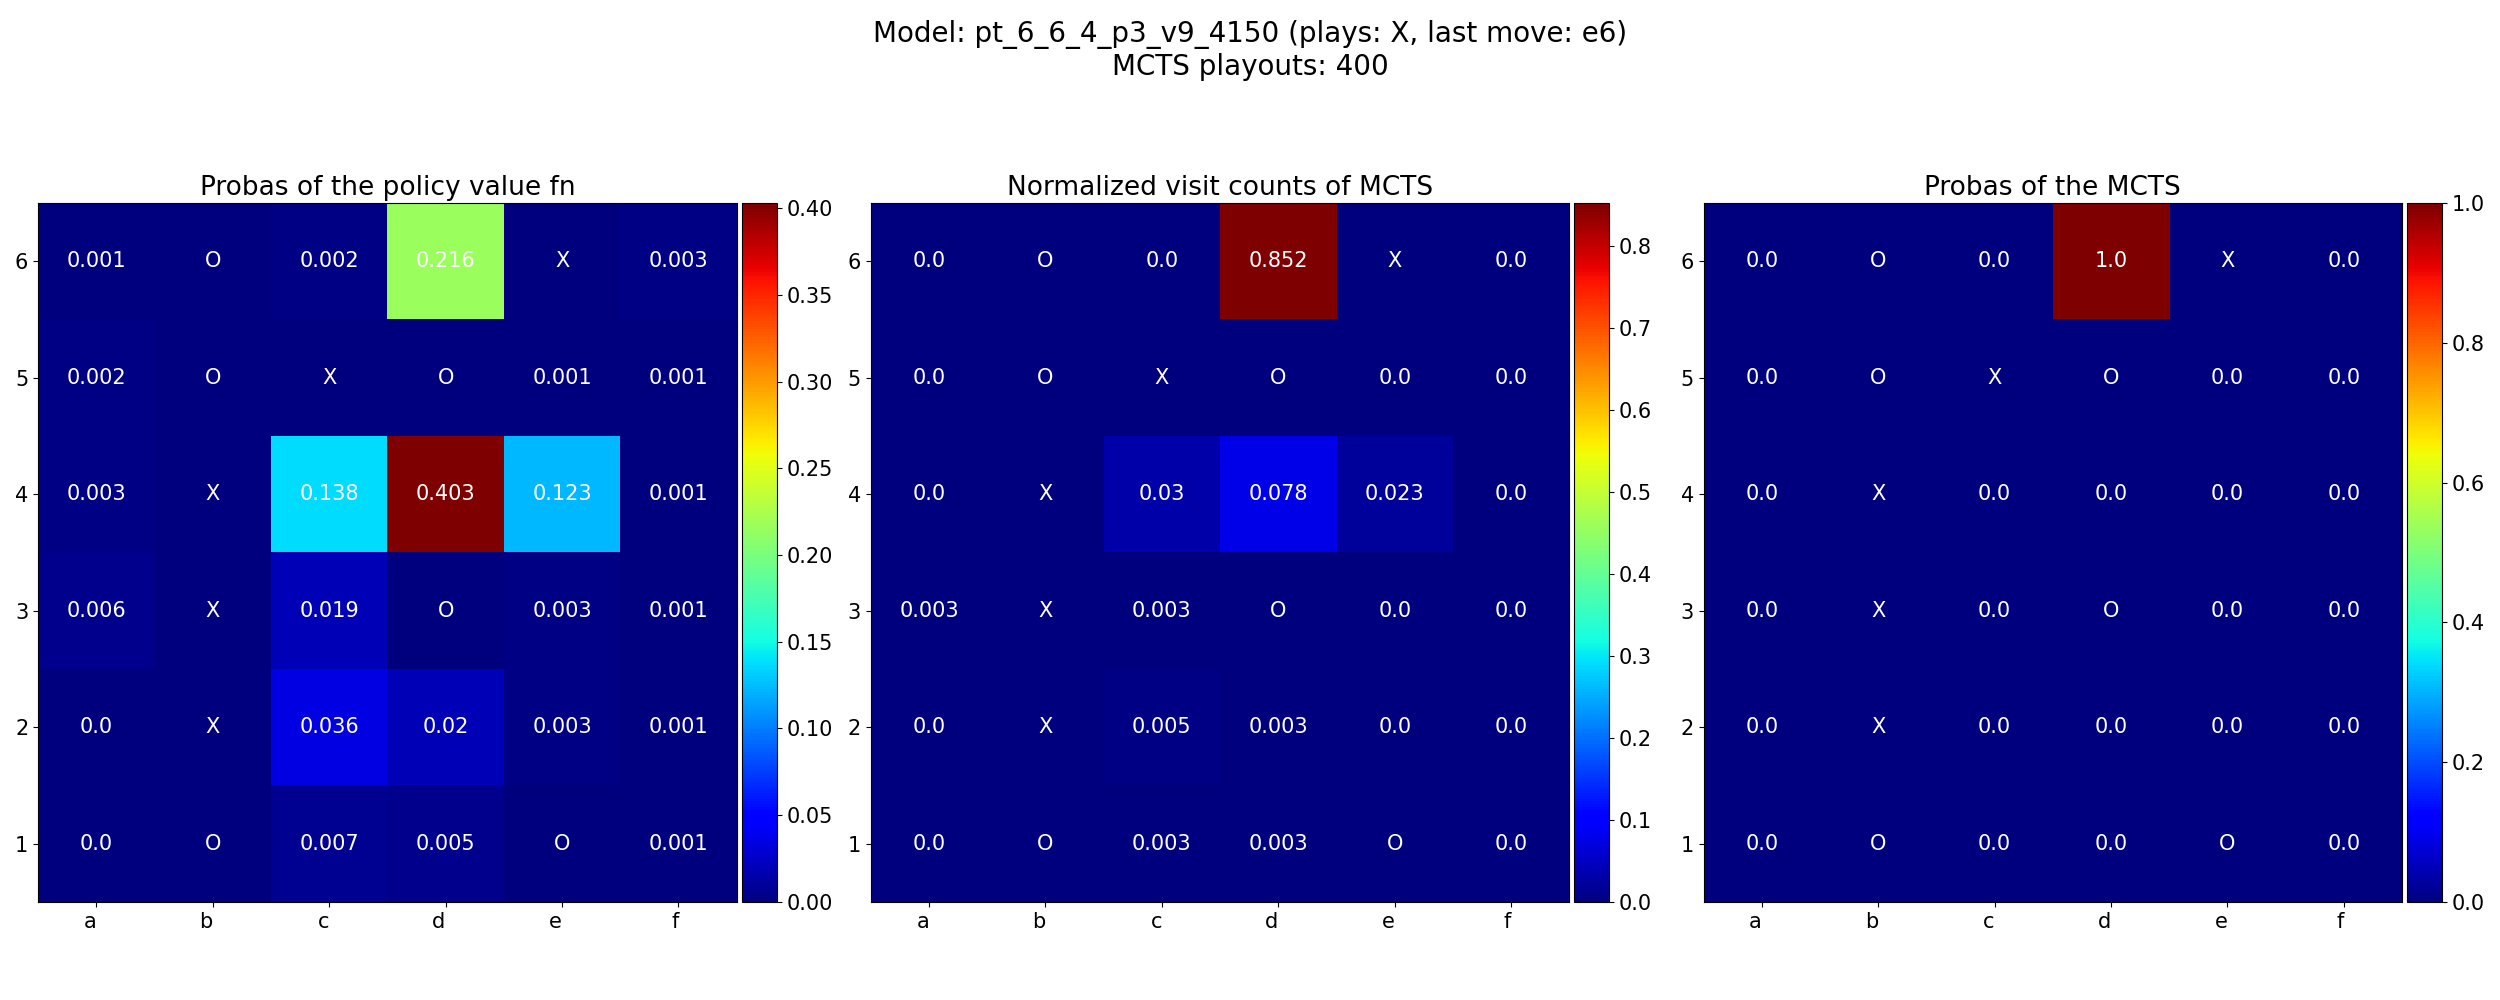 Model: pt_6_6_4_p3_v9_4150 (plays: X, last move: e6)
MCTS playouts: 400
Probas of the policy value fn
6 0.001 O 0.002 0.216 X 0.003
5 0.002 O X O 0.001 0.001
4 0.003 X 0.138 0.403 0.123 0.001
3 0.006 X 0.019 O 0.003 0.001
2 0.0 X 0.036 0.02 0.003 0.001
1 0.0 O 0.007 0.005 O 0.001
a b c d e f
0.40
0.35
0.30
0.25
0.20
0.15
0.10
0.05
0.00
Normalized visit counts of MCTS
6 0.0 O 0.0 0.852 X 0.0
5 0.0 O X O 0.0 0.0
4 0.0 X 0.03 0.078 0.023 0.0
3 0.003 X 0.003 O 0.0 0.0
2 0.0 X 0.005 0.003 0.0 0.0
1 0.0 O 0.003 0.003 O 0.0
a b c d e f
0.8
0.7
0.6
0.5
0.4
0.3
0.2
0.1
0.0
Probas of the MCTS
6 0.0 O 0.0 1.0 X 0.0
5 0.0 O X O 0.0 0.0
4 0.0 X 0.0 0.0 0.0 0.0
3 0.0 X 0.0 O 0.0 0.0
2 0.0 X 0.0 0.0 0.0 0.0
1 0.0 O 0.0 0.0 O 0.0
a b c d e f
1.0
0.8
0.6
0.4
0.2
0.0